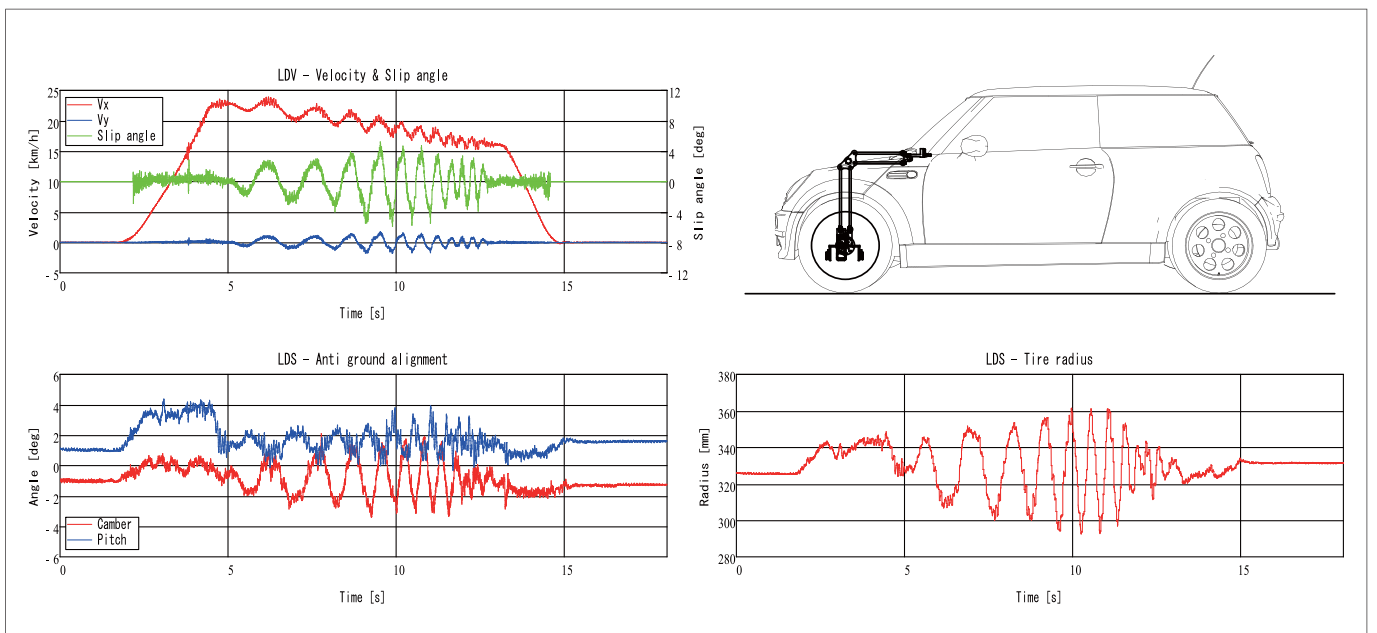 LDV - Velocity & Slip angle
Vx
Vy
Slip angle
25
20
15
10
5
0
- 5
Velocity [km/h]
12
8
4
0
- 4
- 8
- 12
Slip angle [deg]
0
5
10
15
Time [s]
LDS - Anti ground alignment
6
4
2
0
- 2
- 4
- 6
Angle [deg]
Camber
Pitch
0
5
10
15
Time [s]
LDS - Tire radius
380
360
340
320
300
280
Radius [mm]
0
5
10
15
Time [s]